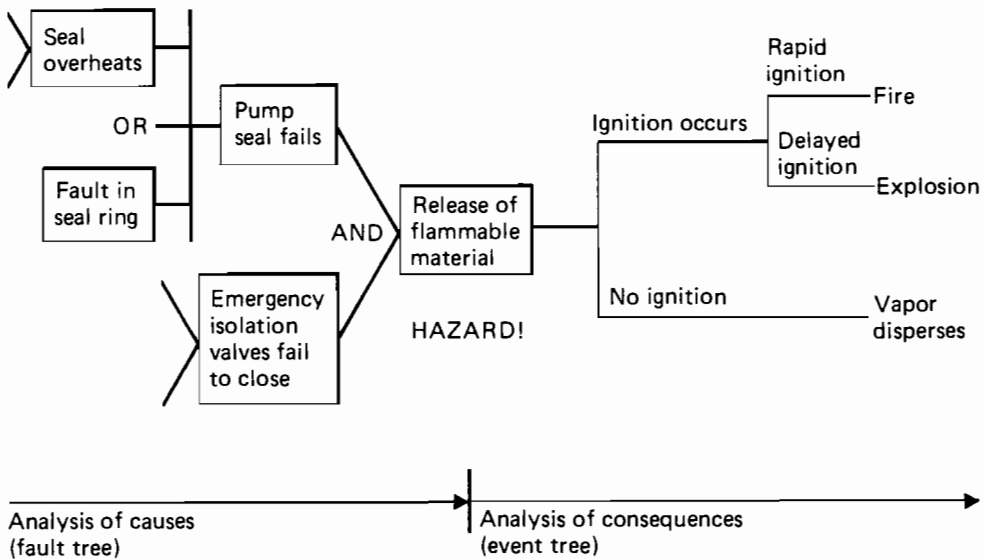 Seal
overheats
OR
Fault in
seal ring
Pump
seal fails
Emergency
isolation
valves fail
to close
AND
Release of
flammable
material
HAZARD!
Ignition occurs
Rapid
ignition
Fire
Delayed
ignition
Explosion
No ignition
Vapor
disperses
Analysis of causes
(fault tree)
Analysis of consequences
(event tree)